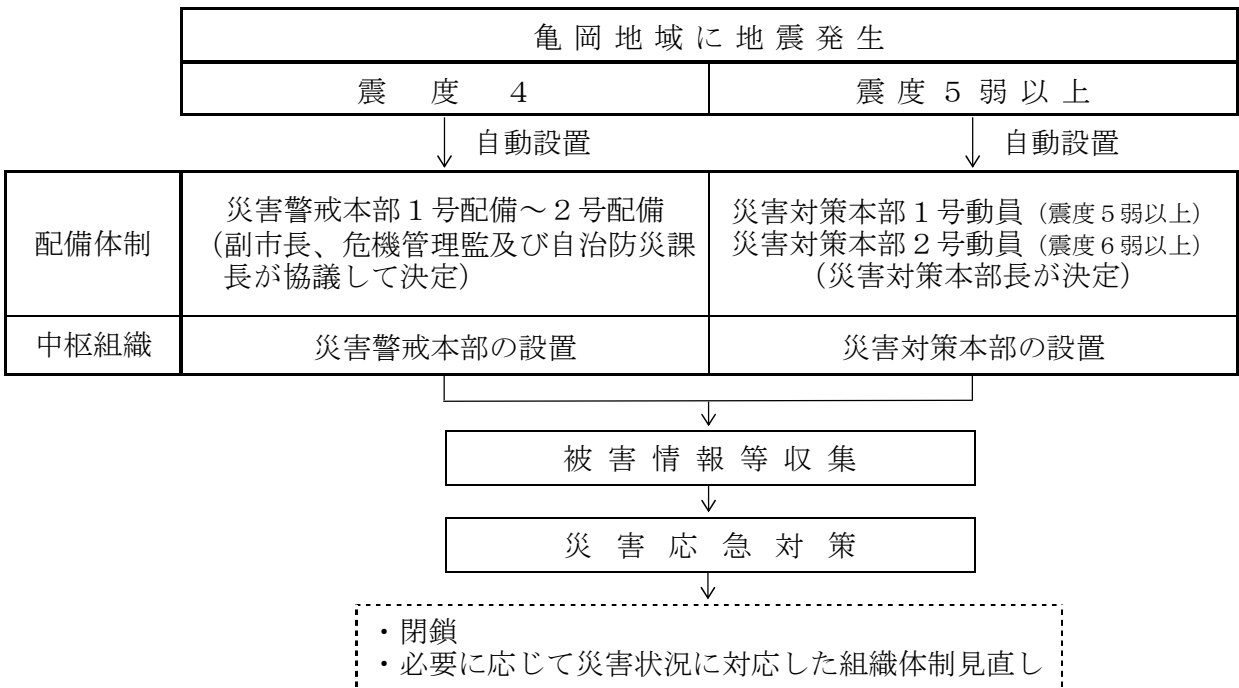 亀岡地域に地震発生
震度4
震度5弱以上
自動設置
自動設置
配備体制
災害警戒本部1号配備～2号配備
(副市長、危機管理監及び自治防災課
長が協議して決定)
災害対策本部1号動員(震度5弱以上)
災害対策本部2号動員(震度6弱以上)
(災害対策本部長が決定)
中枢組織
災害警戒本部の設置
災害対策本部の設置
被害情報等収集
災害応急対策
・閉鎖
・必要に応じて災害状況に対応した組織体制見直し